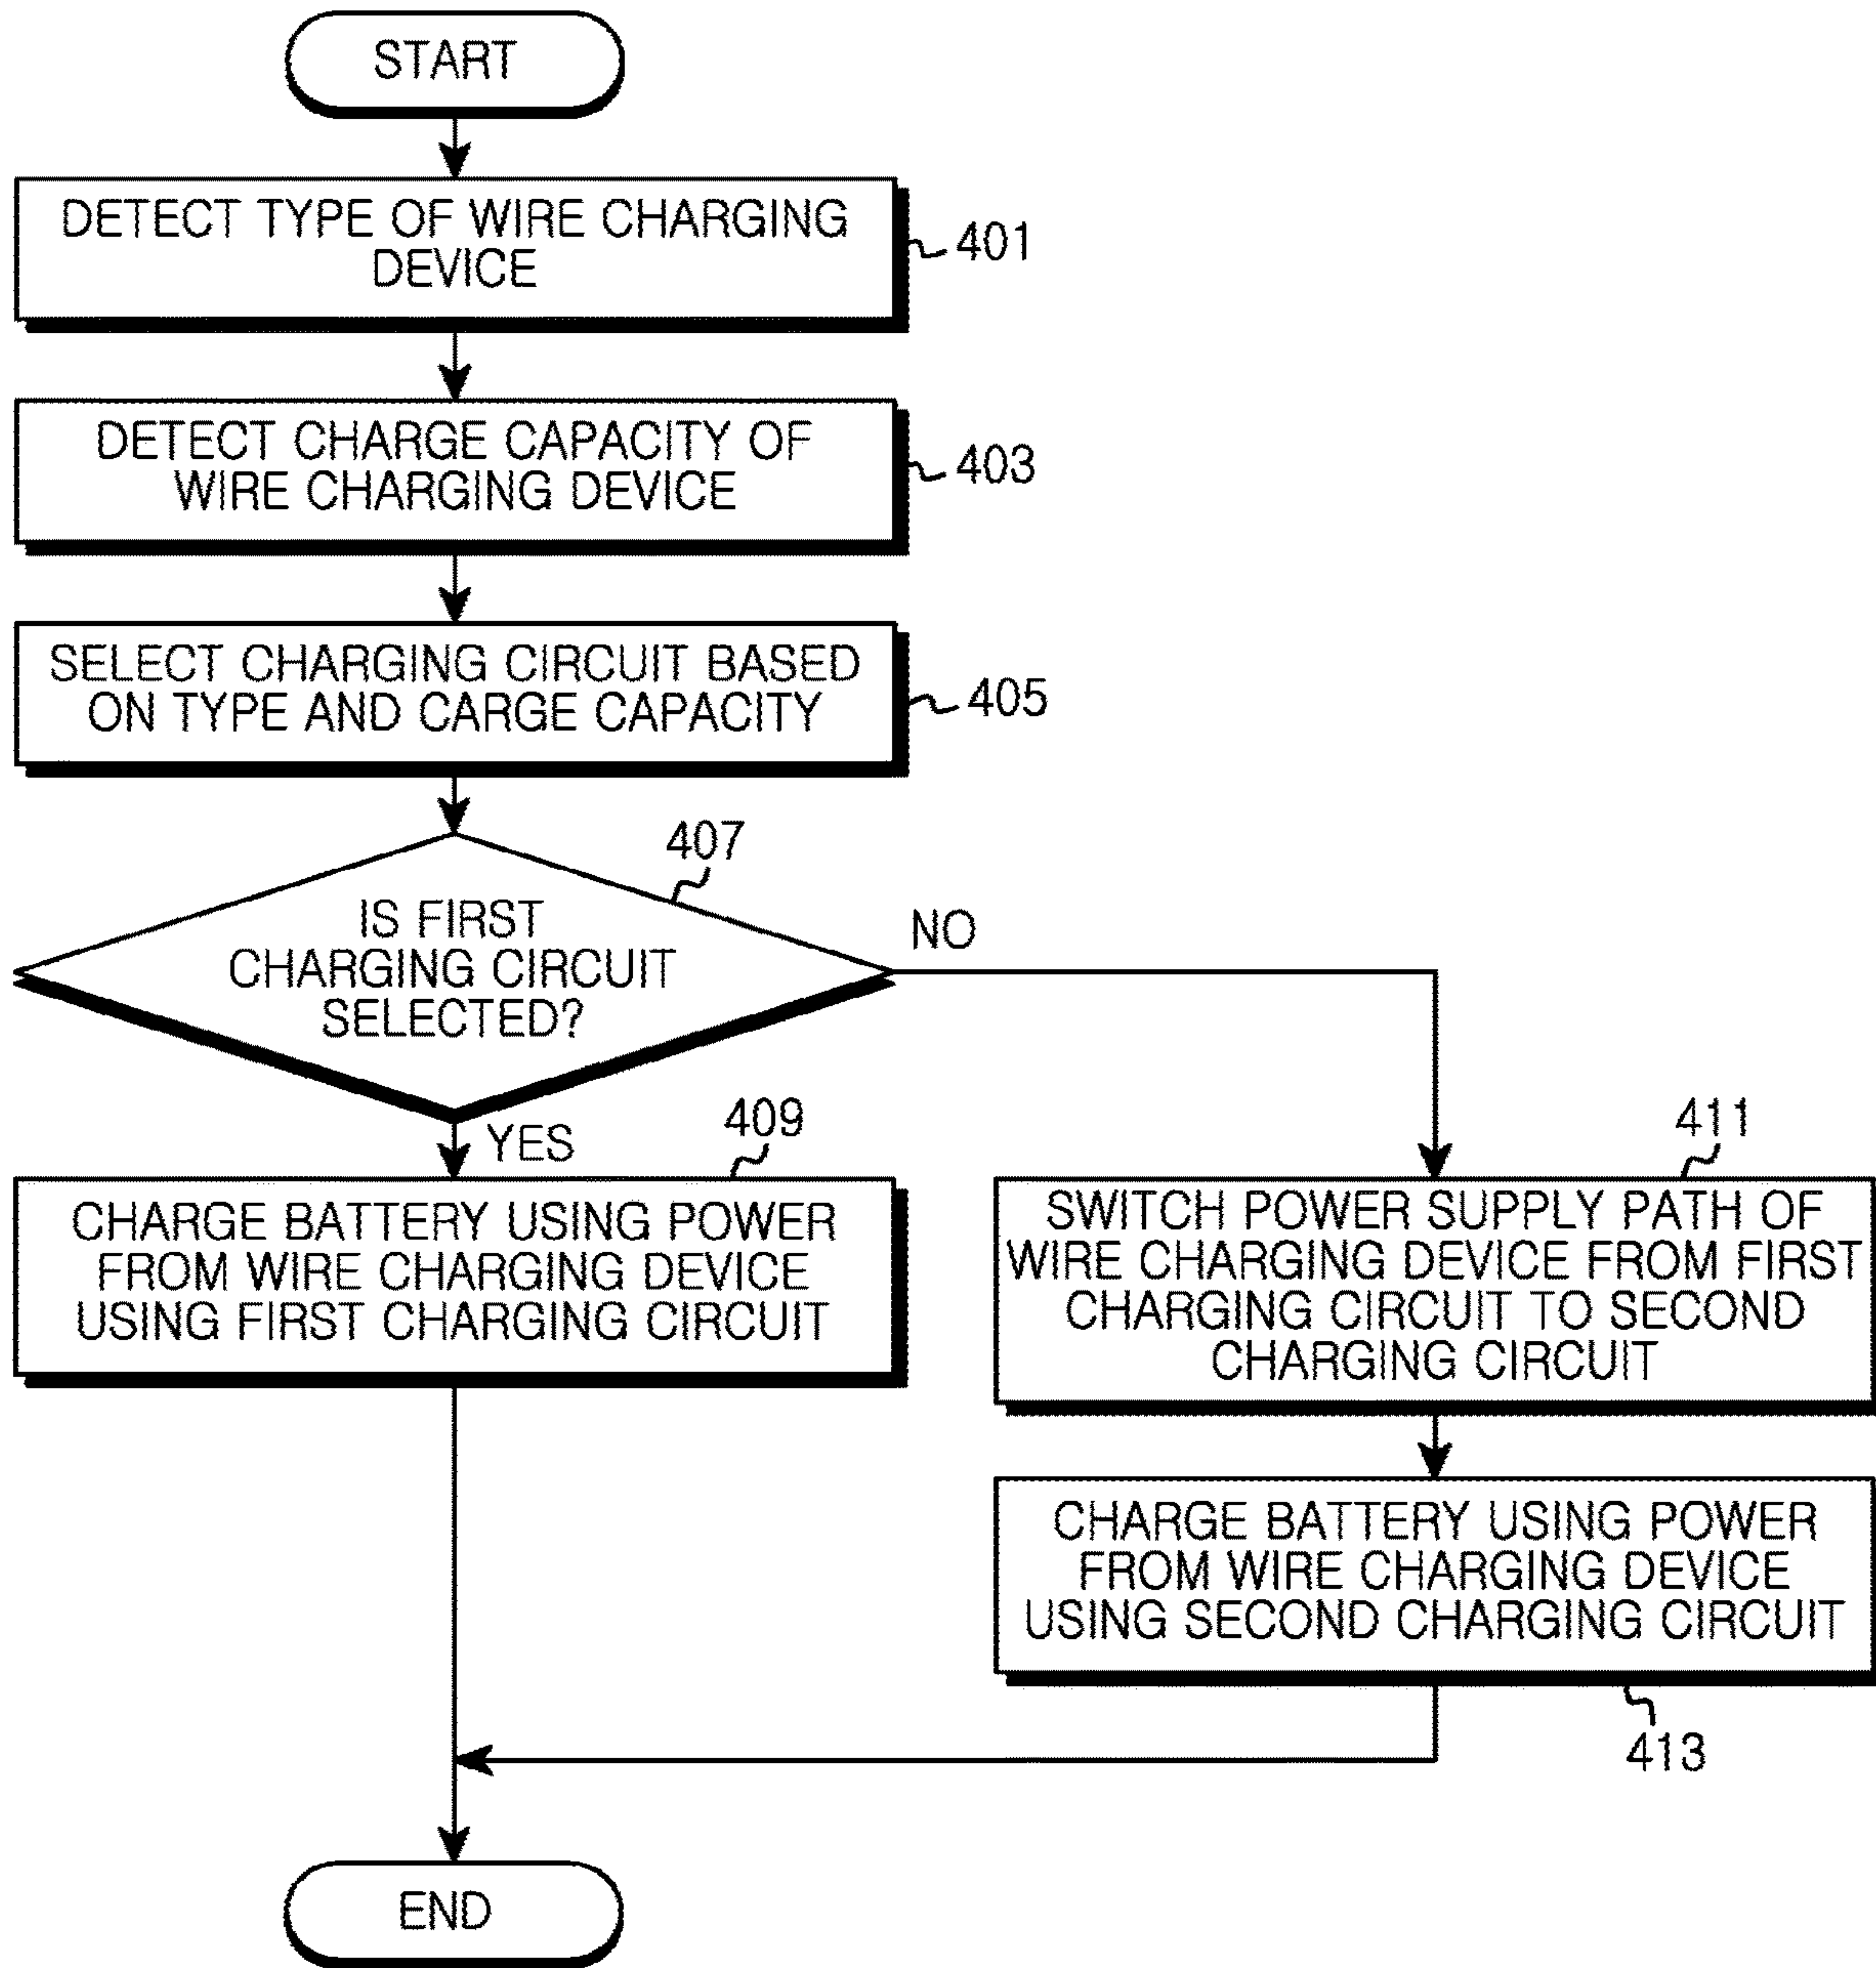 START
DETECT TYPE OF WIRE CHARGING
DEVICE
401
DETECT CHARGE CAPACITY OF
WIRE CHARGING DEVICE
403
SELECT CHARGING CIRCUIT BASED
ON TYPE AND CARGE CAPACITY
405
407
IS FIRST
CHARGING CIRCUIT
SELECTED?
NO
YES
409
CHARGE BATTERY USING POWER
FROM WIRE CHARGING DEVICE
USING FIRST CHARGING CIRCUIT
411
SWITCH POWER SUPPLY PATH OF
WIRE CHARGING DEVICE FROM FIRST
CHARGING CIRCUIT TO SECOND
CHARGING CIRCUIT
CHARGE BATTERY USING POWER
FROM WIRE CHARGING DEVICE
USING SECOND CHARGING CIRCUIT
413
END